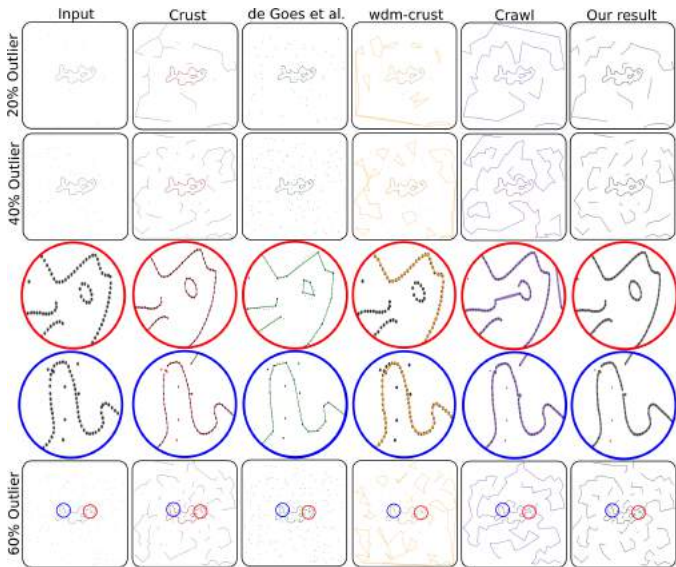 Input Crust de Goes et al. wdm-crust Crawl Our result
20% Outlier
40% Outlier
60% Outlier